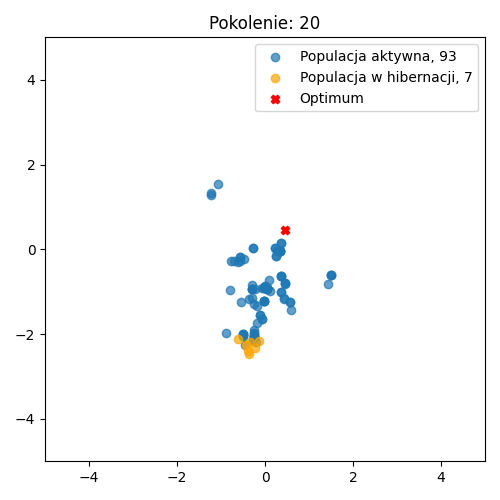 Pokolenie: 20
Populacja aktywna, 93
Populacja w hibernacji, 7
Optimum
4
2
0
−2
−4
−4 −2 0 2 4